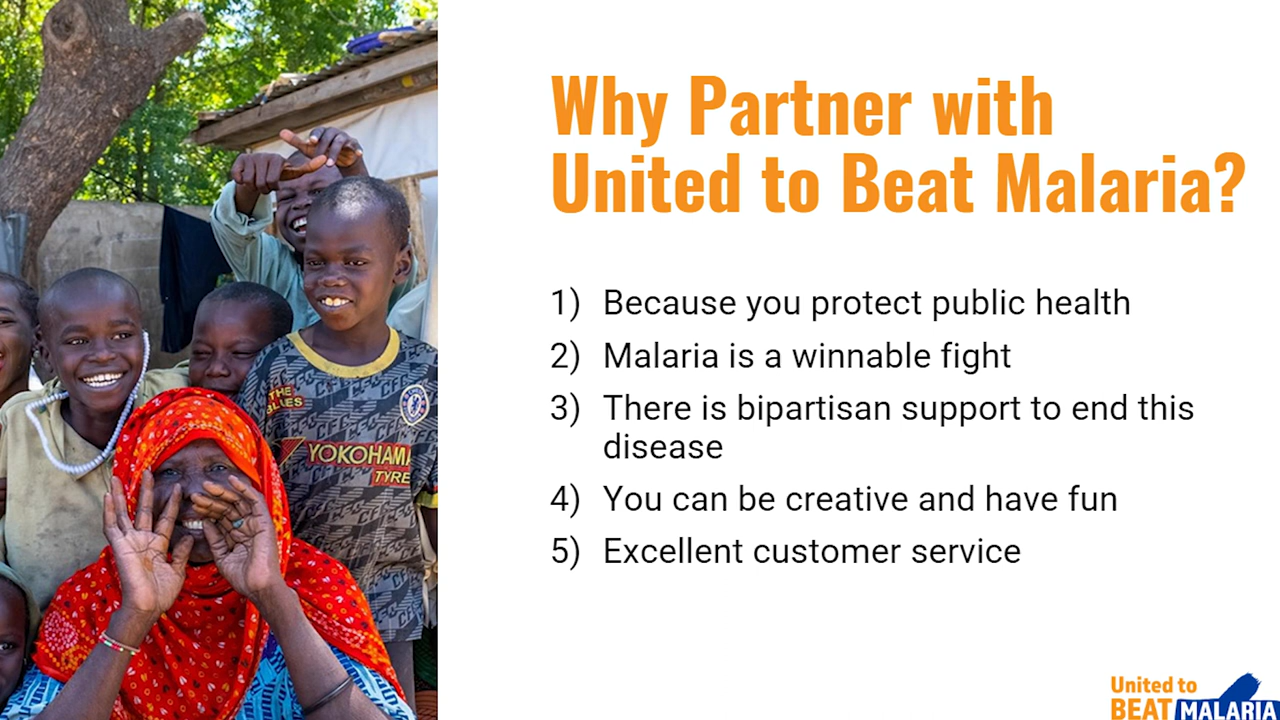 Why Partner with
United to Beat Malaria?
1) Because you protect public health
2) Malaria is a winnable fight
3) There is bipartisan support to end this
disease
4) You can be creative and have fun
5) Excellent customer service
THE
BLUES
YOKOHAMA
TYRE
United to
BEAT MALARIA